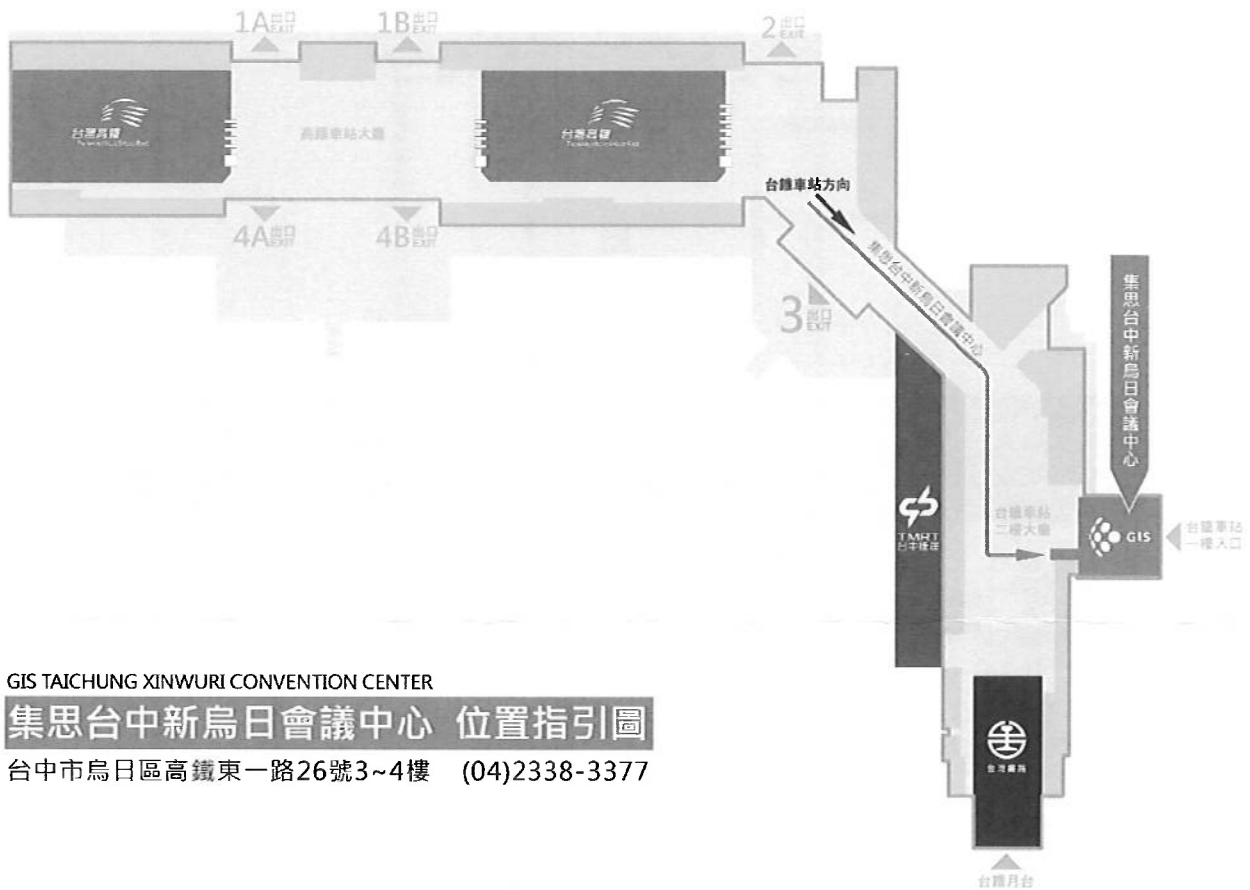 1A出口
EXIT
1B出口
EXIT
2出口
EXIT
台灣高鐵
高鐵車站大廳
台灣高鐵
台鐵車站方向
4A出口
EXIT
4B出口
EXIT
3出口
EXIT
集思台中新烏日會議中心
集思台中新烏日會議中心
TMRT
台中捷運
台鐵車站
二樓大廳
GIS
台鐵車站
一樓入口
GIS TAICHUNG XINWURI CONVENTION CENTER
集思台中新烏日會議中心 位置指引圖
台中市烏日區高鐵東一路26號3~4樓 (04)2338-3377
台灣鐵路
台鐵月台